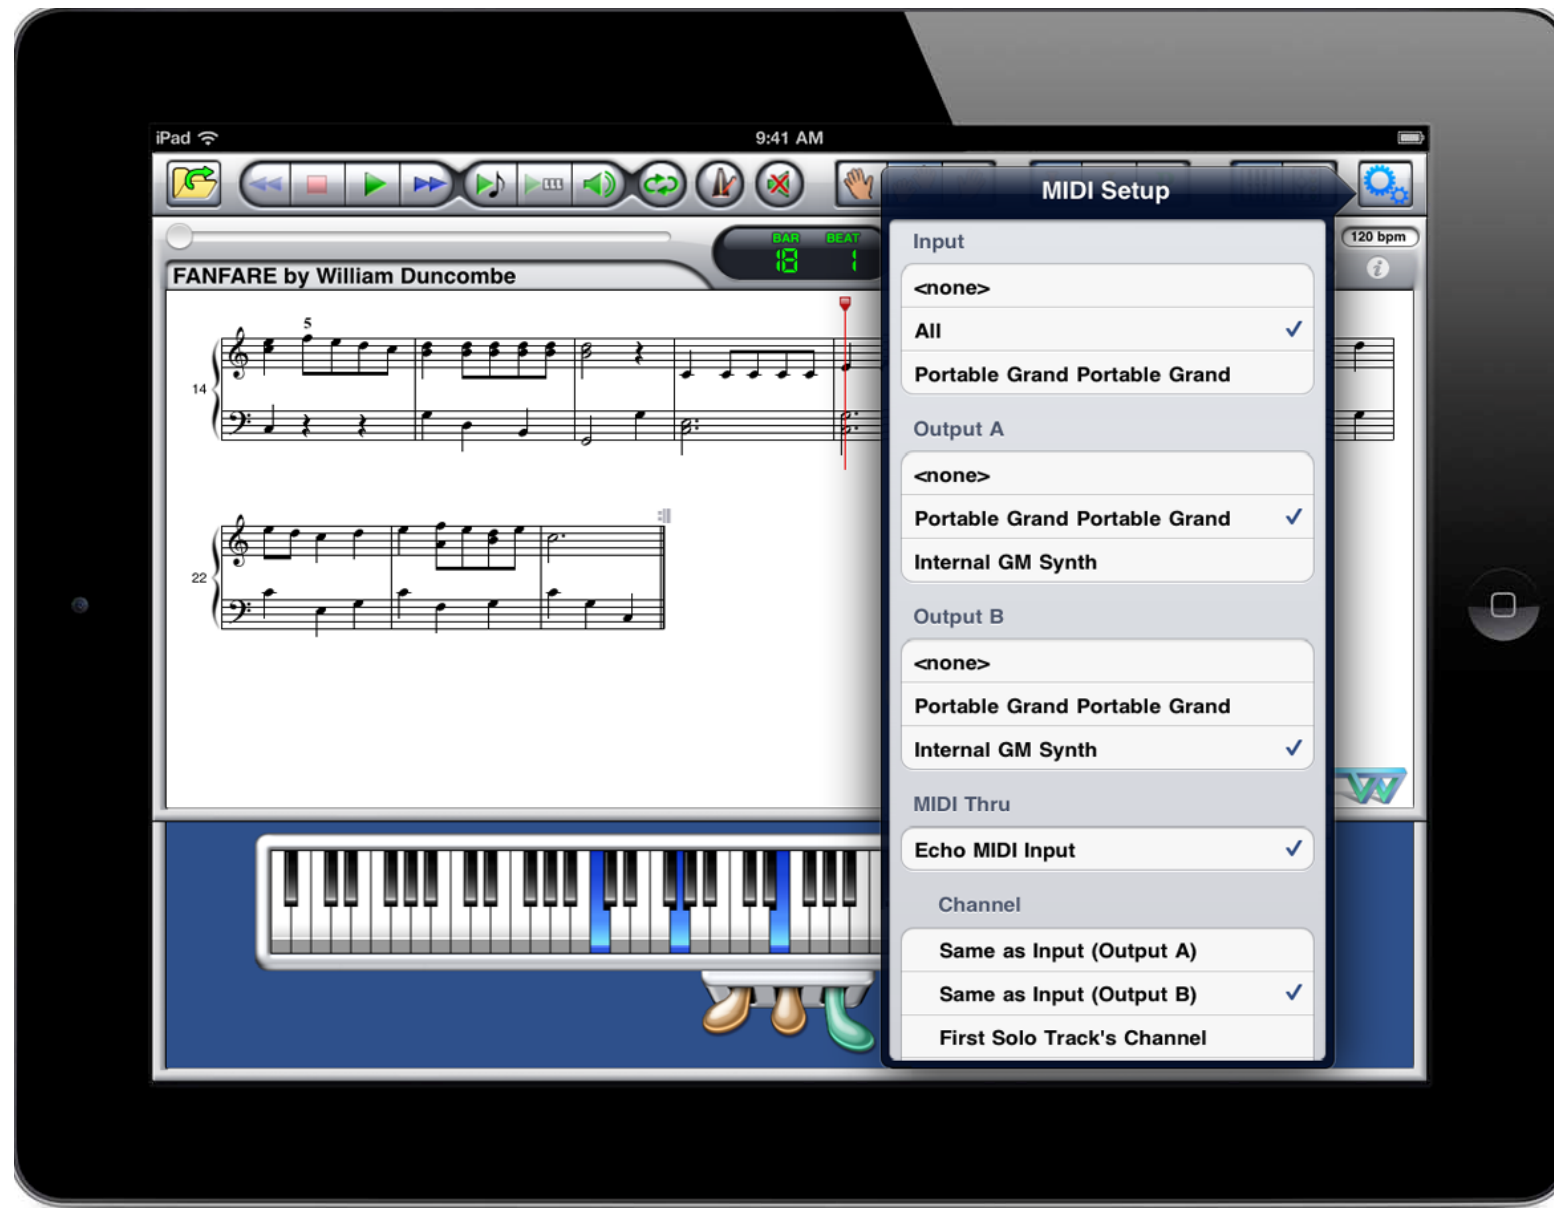 iPad
9:41 AM
MIDI Setup
BAR
BEAT
18
1
120 bpm
i
FANFARE by William Duncombe
5
14
22
Input
<none>
All
Portable Grand Portable Grand
Output A
<none>
Portable Grand Portable Grand
Internal GM Synth
Output B
<none>
Portable Grand Portable Grand
Internal GM Synth
MIDI Thru
Echo MIDI Input
Channel
Same as Input (Output A)
Same as Input (Output B)
First Solo Track's Channel